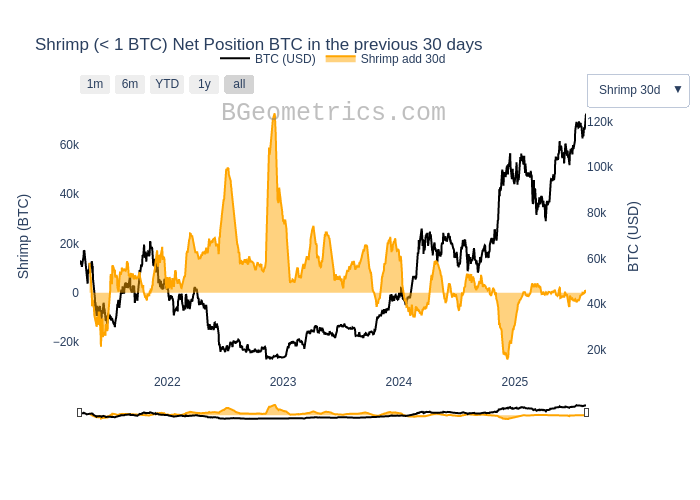 Shrimp (< 1 BTC) Net Position BTC in the previous 30 days
BTC (USD) Shrimp add 30d
1m 6m YTD 1y all
Shrimp 30d ▼
BGeometrics.com
60k
40k
20k
0
−20k
Shrimp (BTC)
120k
100k
80k
60k
40k
20k
BTC (USD)
2022 2023 2024 2025